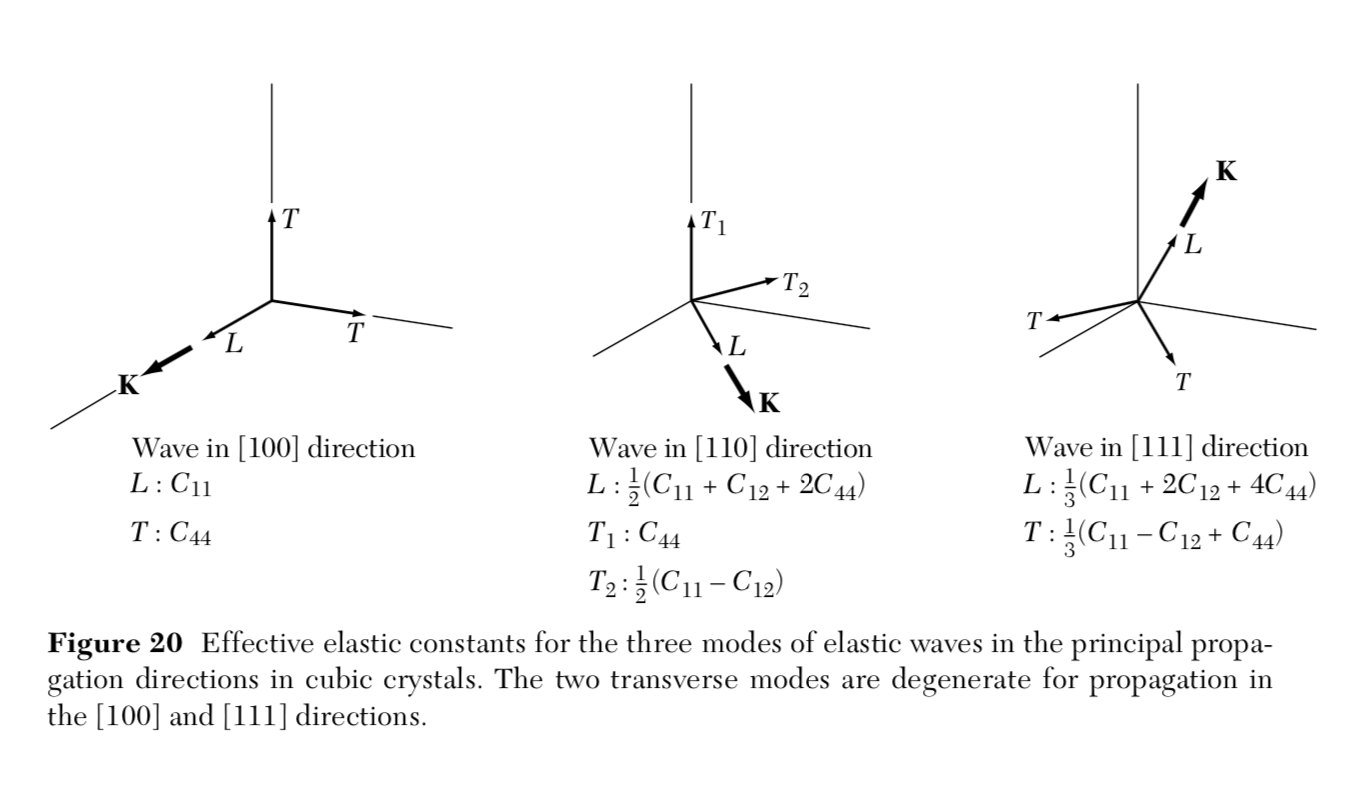 T
T
L
K
Wave in [100] direction
L : C11
T : C44
T1
T2
L
K
Wave in [110] direction
L : 1/2(C11 + C12 + 2C44)
T1 : C44
T2 : 1/2(C11 – C12)
K
L
T
T
Wave in [111] direction
L : 1/3(C11 + 2C12 + 4C44)
T : 1/3(C11 – C12 + C44)
Figure 20 Effective elastic constants for the three modes of elastic waves in the principal propa-
gation directions in cubic crystals. The two transverse modes are degenerate for propagation in
the [100] and [111] directions.